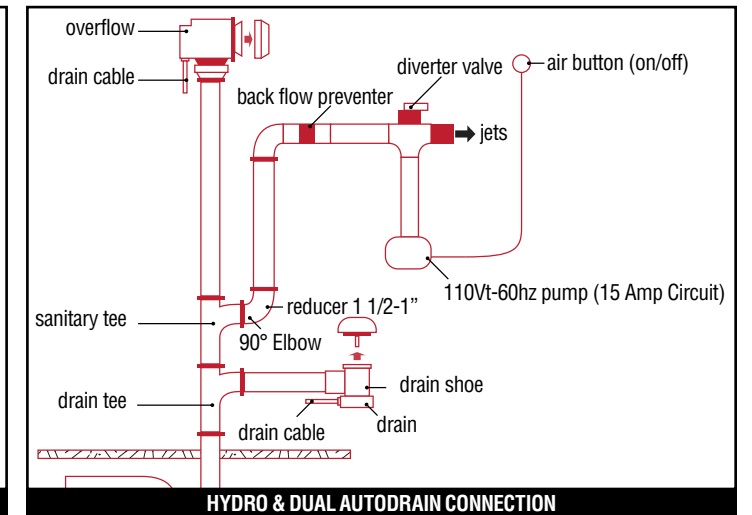 overflow
drain cable
back flow preventer
diverter valve
air button (on/off)
jets
110Vt-60hz pump (15 Amp Circuit)
sanitary tee
reducer 1 1/2-1”
90° Elbow
drain tee
drain shoe
drain cable
drain
HYDRO & DUAL AUTODRAIN CONNECTION